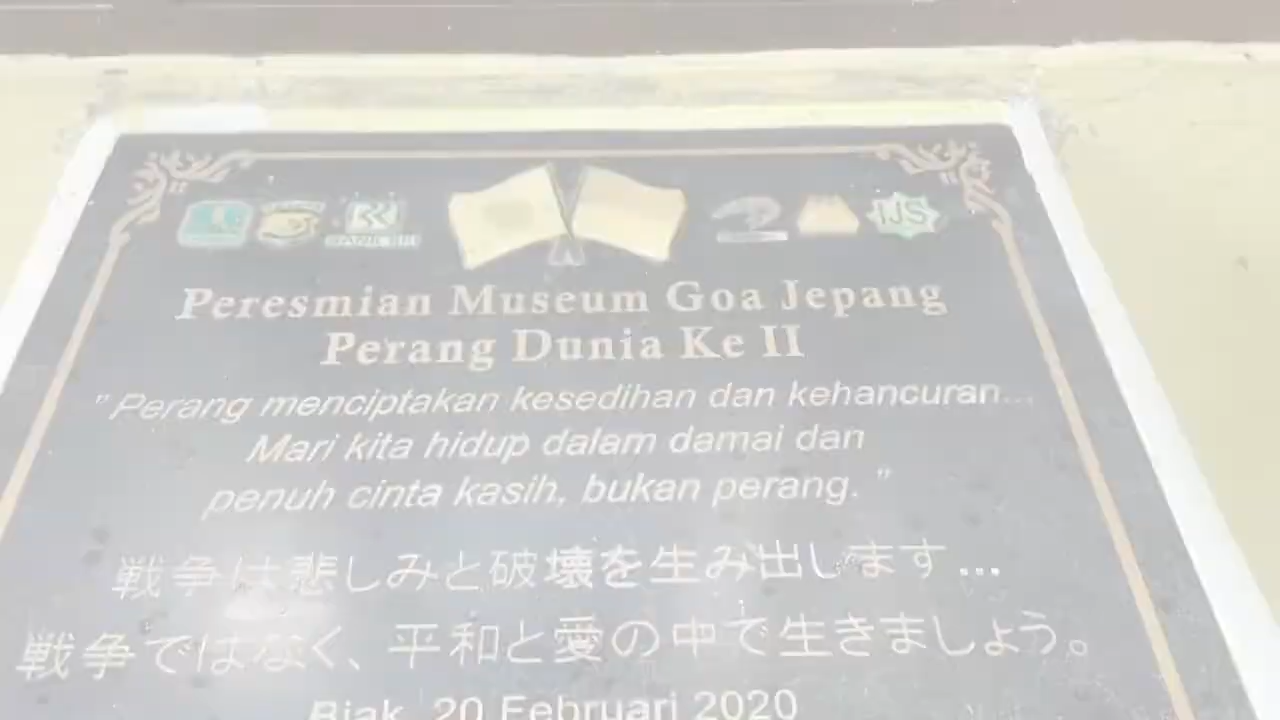 IJS
Peresmian Museum Goa Jepang
Perang Dunia Ke II
"Perang menciptakan kesedihan dan kehancuran...
Mari kita hidup dalam damai dan
penuh cinta kasih, bukan perang."
戦争は悲しみと破壊を生み出します...
戦争ではなく、平和と愛の中で生きましょう。
Biak, 20 Februari 2020